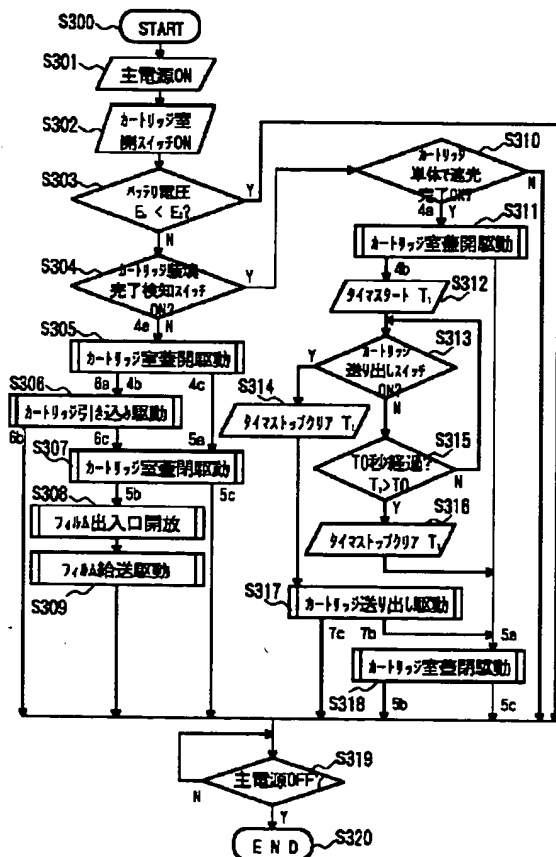 S300
START
S301
主電源ON
S302
カートリッジ室
側スイッチON
S303
バッテリ電圧
Y
N
S304
カートリッジ装填
完了検知スイッチ
ON?
Y
4a N
S305
カートリッジ室蓋開駆動
6a 4b 4c
S306
カートリッジ引き込み駆動
6b 6c 5a
S307
カートリッジ室蓋閉駆動
5b 5c
S308
フィルム出入口開放
フィルム給送駆動
S309
S310
カートリッジ
単体で遮光
完了OK?
N
4a Y
S311
カートリッジ室蓋開駆動
4b
S312
タイマスタート T₁
S313
カートリッジ
送り出しスイッチ
ON?
Y
N
S314
タイマストップクリア T₁
S315
T0秒経過?
T₁>T0
N
Y
S316
タイマストップクリア T₁
S317
カートリッジ送り出し駆動
7c 7b 5a
カートリッジ室蓋閉駆動
S318 5b 5c
S319
主電源OFF?
N
Y
END
S320